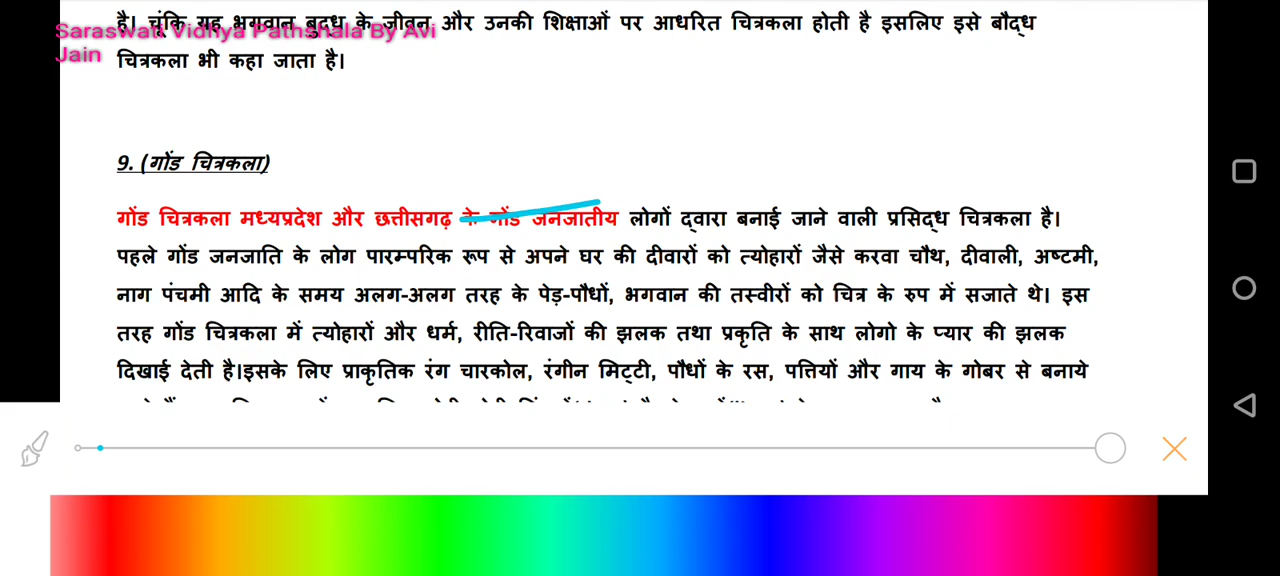 है। चूंकि यह भगवान बुद्ध के जीवन और उनकी शिक्षाओं पर आधारित चित्रकला होती है इसलिए इसे बौद्ध
Saraswati Vidhya Pathshala By Avi
Jain
चित्रकला भी कहा जाता है।
9. (गोंड चित्रकला)
गोंड चित्रकला मध्यप्रदेश और छत्तीसगढ़ के गोंड जनजातीय लोगों द्वारा बनाई जाने वाली प्रसिद्ध चित्रकला है।
पहले गोंड जनजाति के लोग पारम्परिक रूप से अपने घर की दीवारों को त्योहारों जैसे करवा चौथ, दीवाली, अष्टमी,
नाग पंचमी आदि के समय अलग-अलग तरह के पेड़-पौधों, भगवान की तस्वीरों को चित्र के रुप में सजाते थे। इस
तरह गोंड चित्रकला में त्योहारों और धर्म, रीति-रिवाजों की झलक तथा प्रकृति के साथ लोगो के प्यार की झलक
दिखाई देती है।इसके लिए प्राकृतिक रंग चारकोल, रंगीन मिट्टी, पौधों के रस, पत्तियों और गाय के गोबर से बनाये